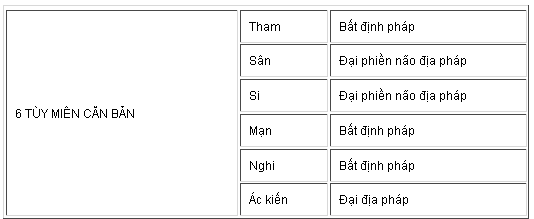 Tham Bất định pháp
Sân Đại phiền não địa pháp
Si Đại phiền não địa pháp
6 TÙY MIÊN CĂN BẢN
Mạn Bất định pháp
Nghi Bất định pháp
Ác kiến Đại địa pháp